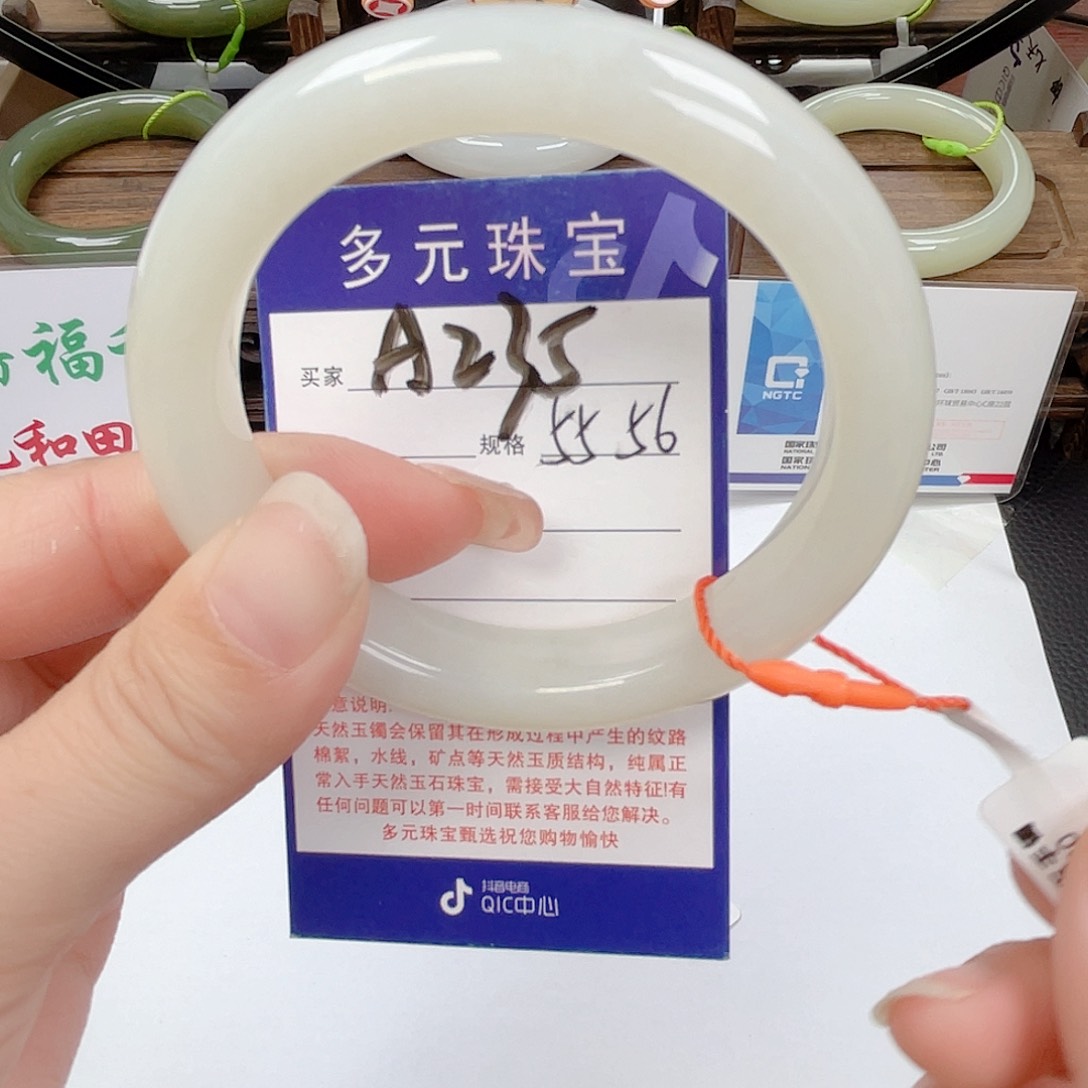 多元珠宝
买家 A235
规格 55 56
福
和田
NGTC
意说明
天然玉镯会保留其在形成过程中产生的纹路
棉絮，水线，矿点等天然玉质结构，纯属正
常入手天然玉石珠宝，需接受大自然特征!有
任何问题可以第一时间联系客服给您解决。
多元珠宝甄选祝您购物愉快
抖音电商
QIC中心